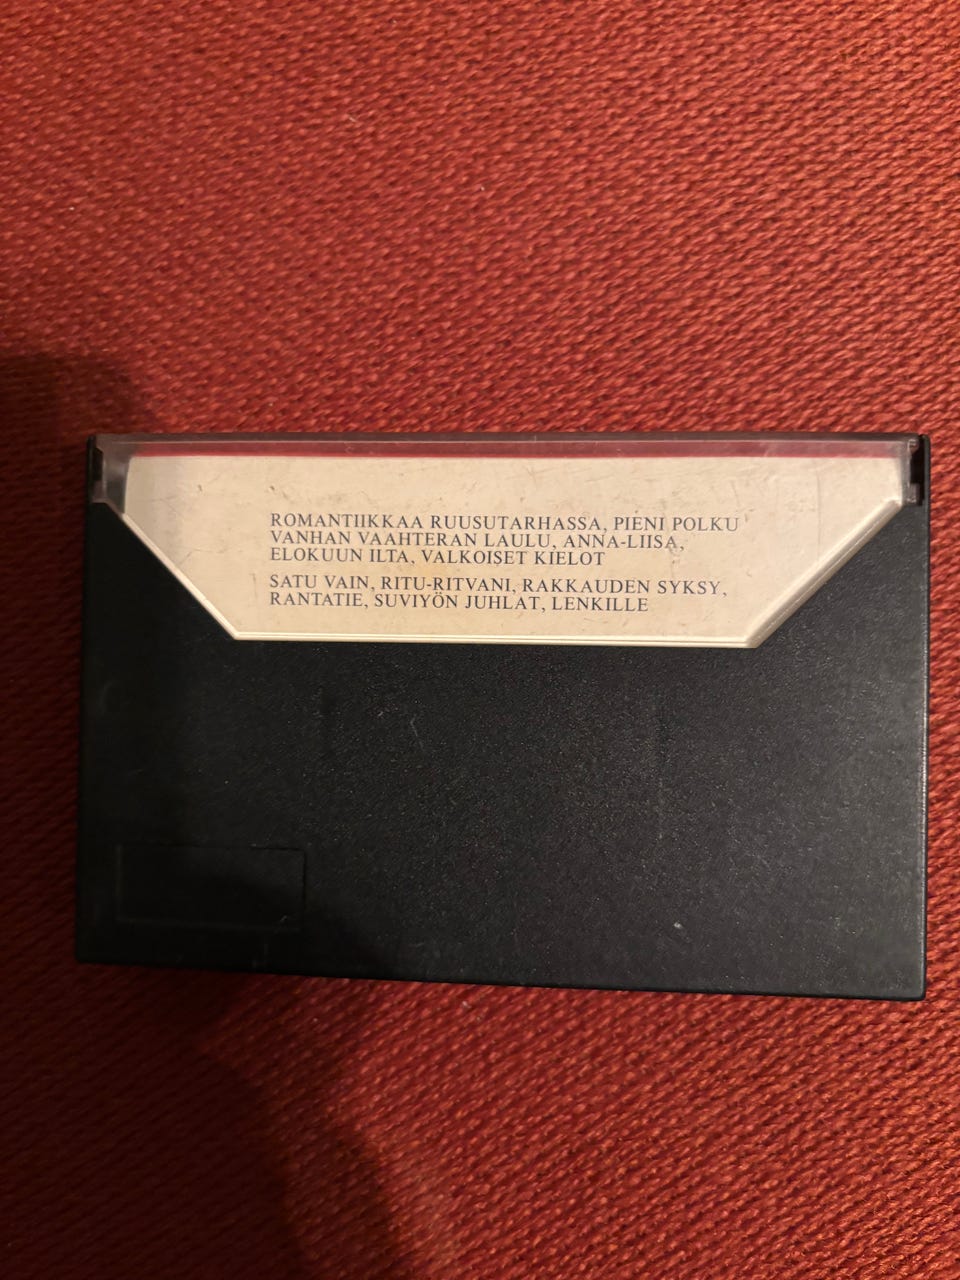 ROMANTIIKKAA RUUSUTARHASSA, PIENI POLKU
VANHAN VAAHTERAN LAULU, ANNA-LIISA,
ELOKUUN ILTA, VALKOISET KIELOT
SATU VAIN, RITU-RITVANI, RAKKAUDEN SYKSY,
RANTATIE, SUVIYÖN JUHLAT, LENKILLE